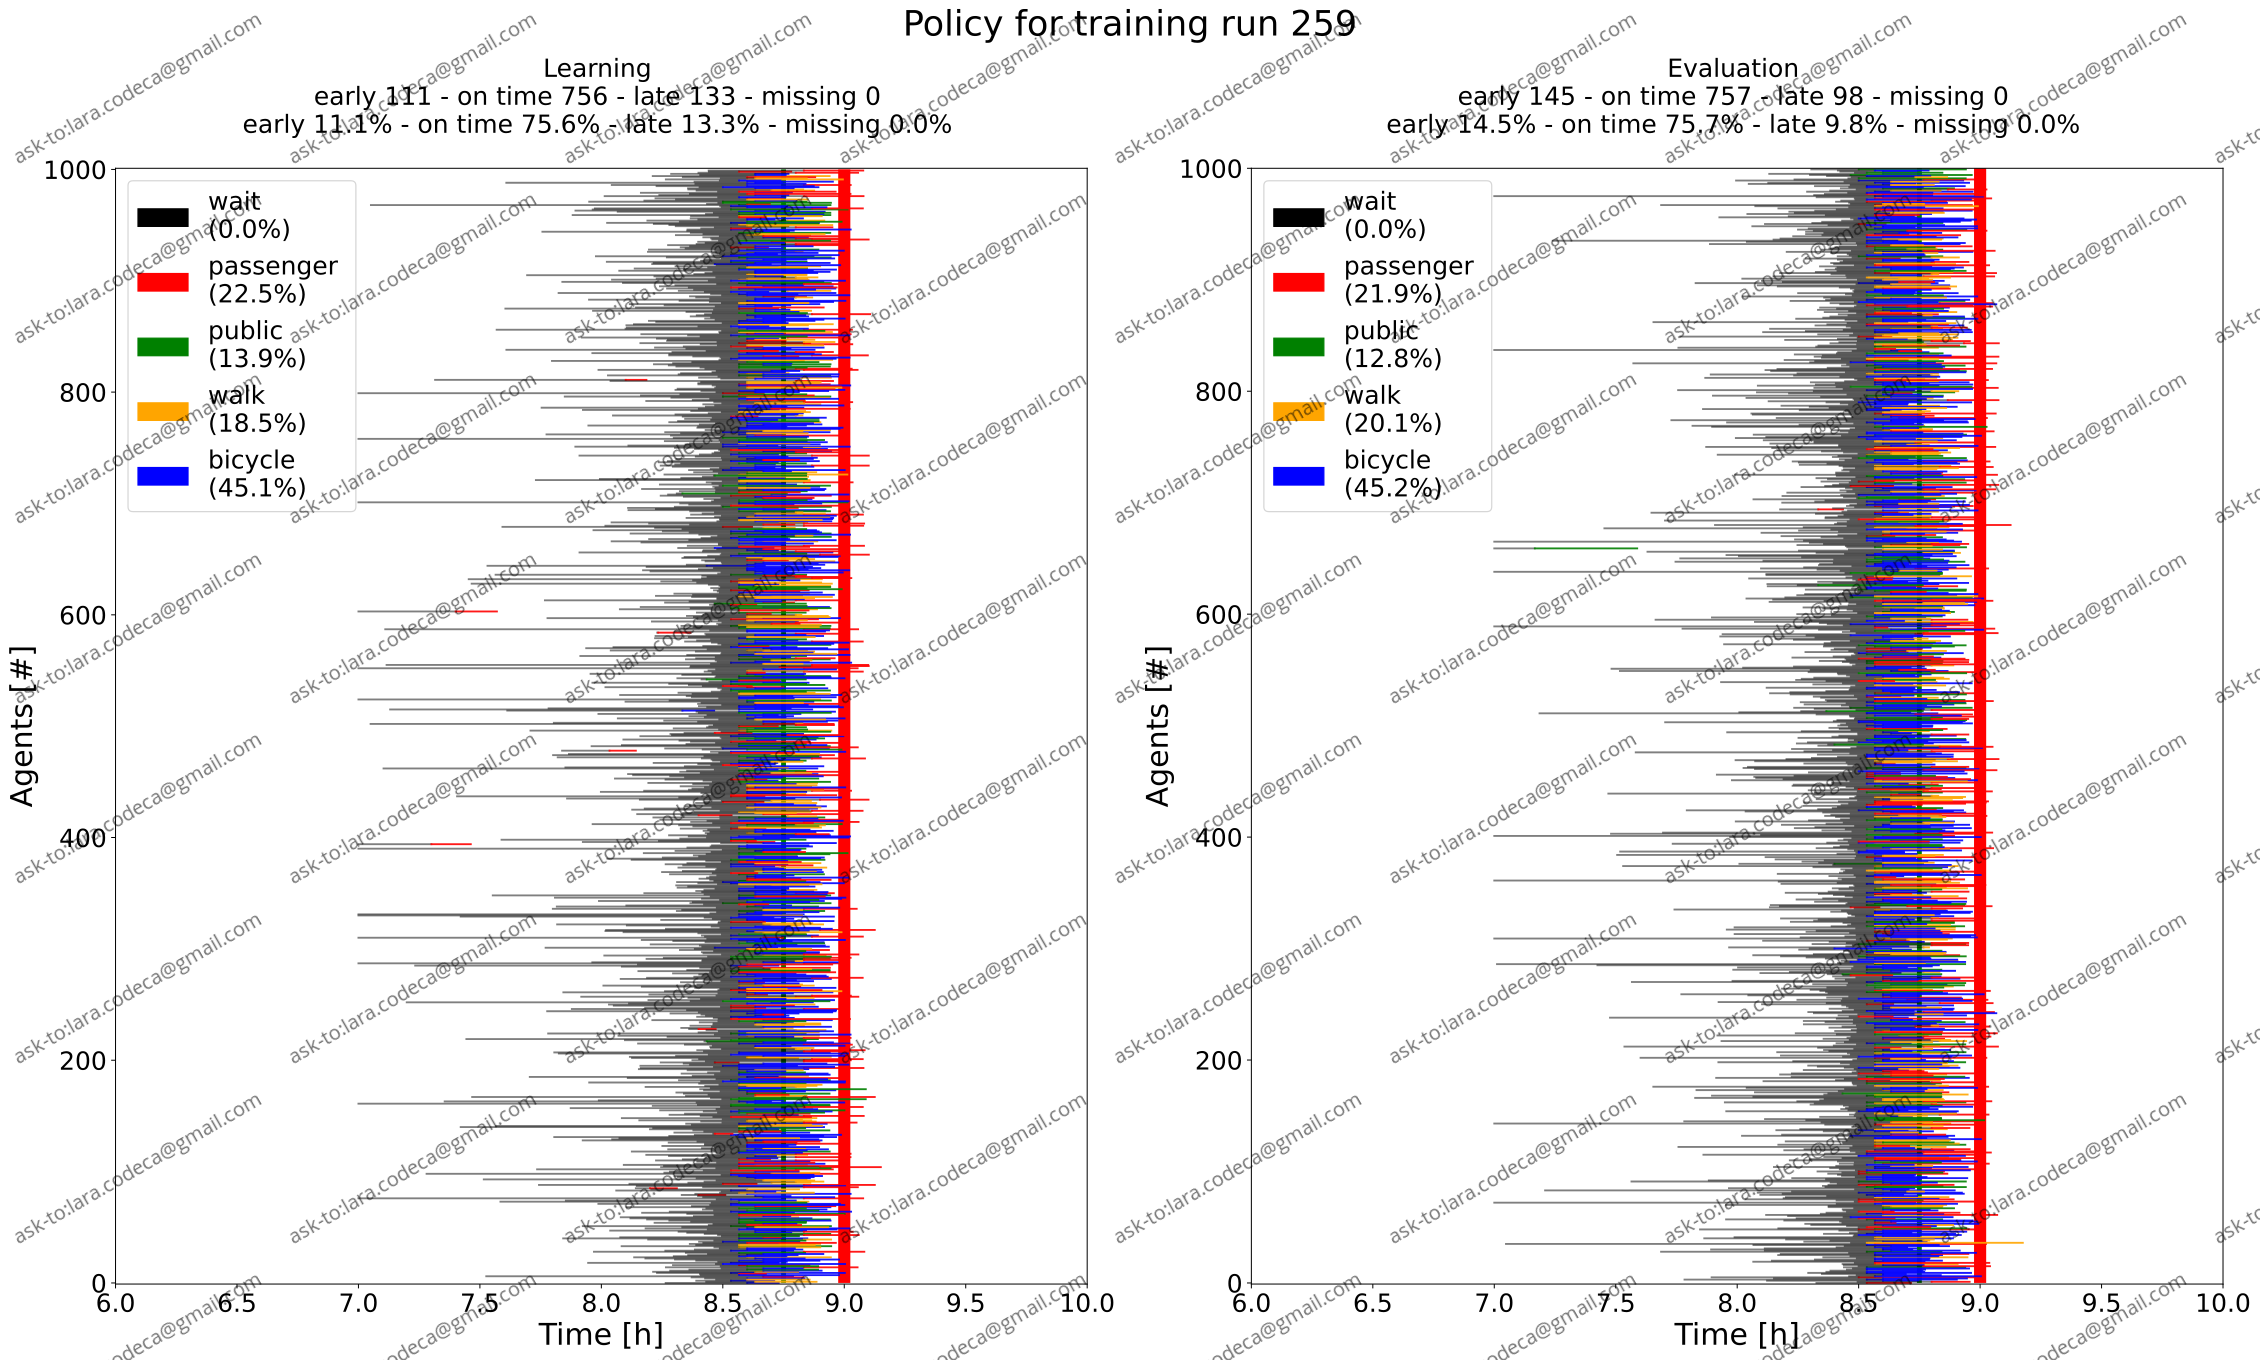 Policy for training run 259
Learning
early 111 - on time 756 - late 133 - missing 0
early 11.1% - on time 75.6% - late 13.3% - missing 0.0%
Evaluation
early 145 - on time 757 - late 98 - missing 0
early 14.5% - on time 75.7% - late 9.8% - missing 0.0%
Agents [#]
1000
800
600
400
200
0
wait
(0.0%)
passenger
(22.5%)
public
(13.9%)
walk
(18.5%)
bicycle
(45.1%)
6.0 6.5 7.0 7.5 8.0 8.5 9.0 9.5 10.0
Time [h]
Agents [#]
1000
800
600
400
200
0
wait
(0.0%)
passenger
(21.9%)
public
(12.8%)
walk
(20.1%)
bicycle
(45.2%)
6.0 6.5 7.0 7.5 8.0 8.5 9.0 9.5 10.0
Time [h]
ask-to:lara.codeca@gmail.com